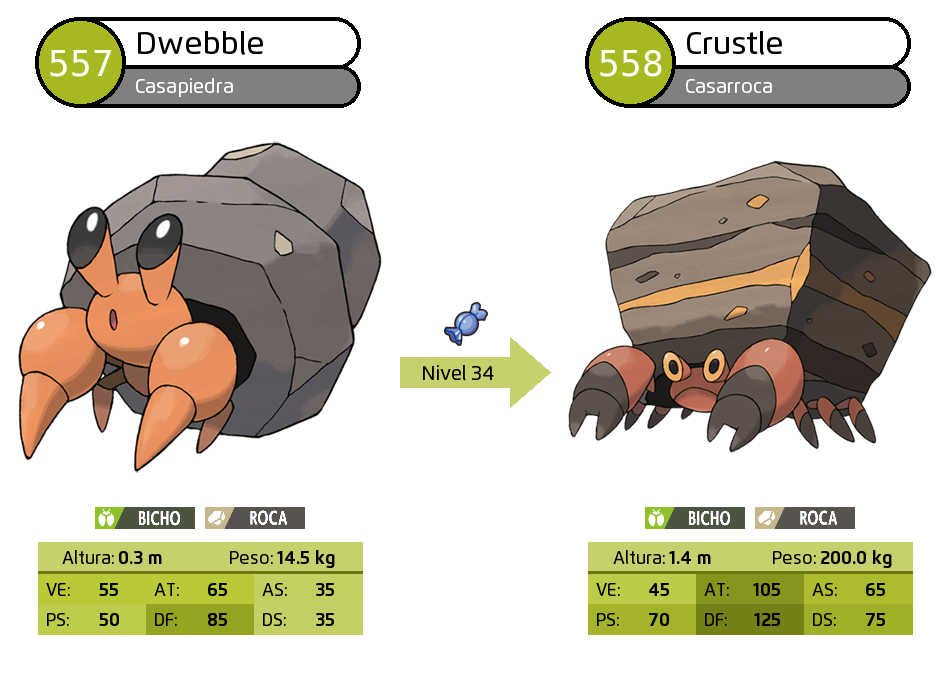 557 Dwebble
Casapiedra
558 Crustle
Casarroca
Nivel 34
BICHO ROCA
Altura: 0.3 m Peso: 14.5 kg
VE: 55 AT: 65 AS: 35
PS: 50 DF: 85 DS: 35
BICHO ROCA
Altura: 1.4 m Peso: 200.0 kg
VE: 45 AT: 105 AS: 65
PS: 70 DF: 125 DS: 75